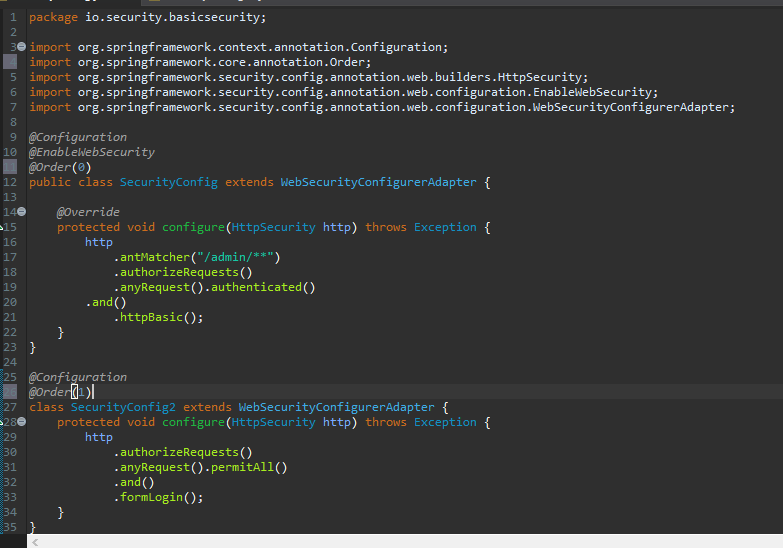 1 package io.security.basicsecurity;
2
3 import org.springframework.context.annotation.Configuration;
4 import org.springframework.core.annotation.Order;
5 import org.springframework.security.config.annotation.web.builders.HttpSecurity;
6 import org.springframework.security.config.annotation.web.configuration.EnableWebSecurity;
7 import org.springframework.security.config.annotation.web.configuration.WebSecurityConfigurerAdapter;
8
9 @Configuration
10 @EnableWebSecurity
11 @Order(0)
12 public class SecurityConfig extends WebSecurityConfigurerAdapter {
13
14     @Override
15     protected void configure(HttpSecurity http) throws Exception {
16         http
17             .antMatcher("/admin/**")
18             .authorizeRequests()
19             .anyRequest().authenticated()
20         .and()
21             .httpBasic();
22     }
23 }
24
25 @Configuration
26 @Order(1)
27 class SecurityConfig2 extends WebSecurityConfigurerAdapter {
28     protected void configure(HttpSecurity http) throws Exception {
29         http
30             .authorizeRequests()
31             .anyRequest().permitAll()
32             .and()
33             .formLogin();
34     }
35 }